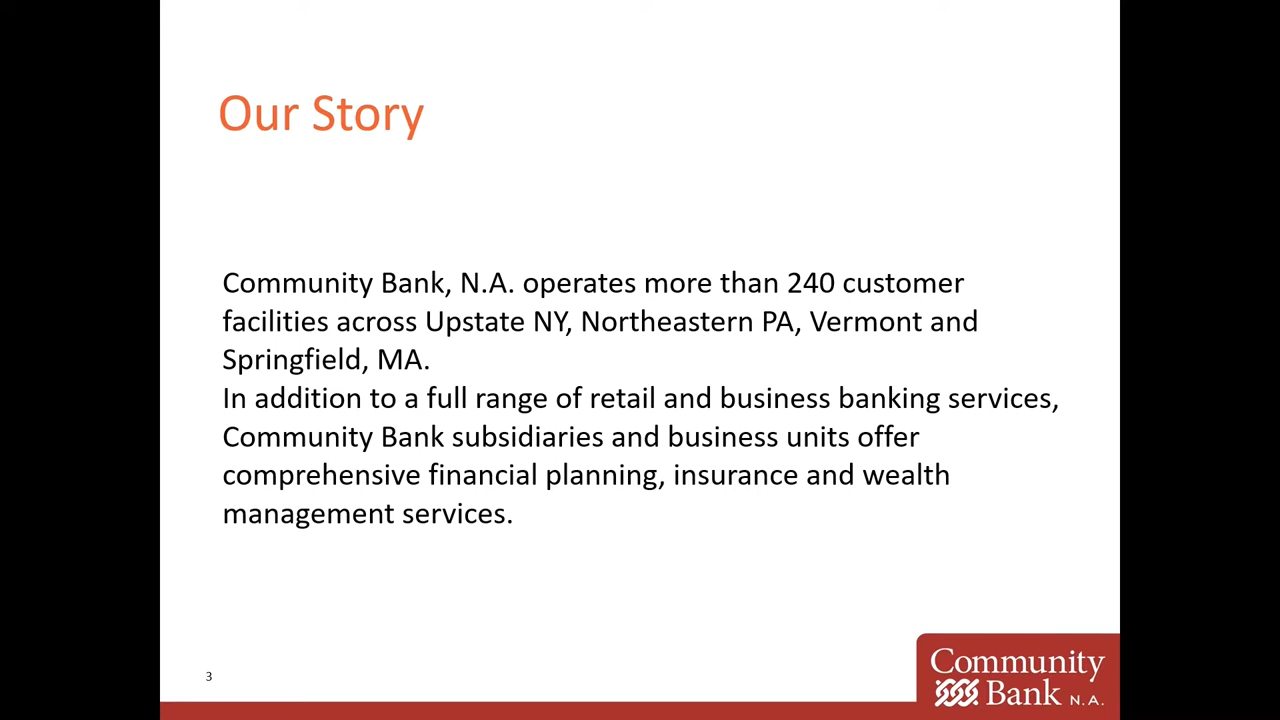 Our Story
Community Bank, N.A. operates more than 240 customer
facilities across Upstate NY, Northeastern PA, Vermont and
Springfield, MA.
In addition to a full range of retail and business banking services,
Community Bank subsidiaries and business units offer
comprehensive financial planning, insurance and wealth
management services.
3
Community
Bank N.A.